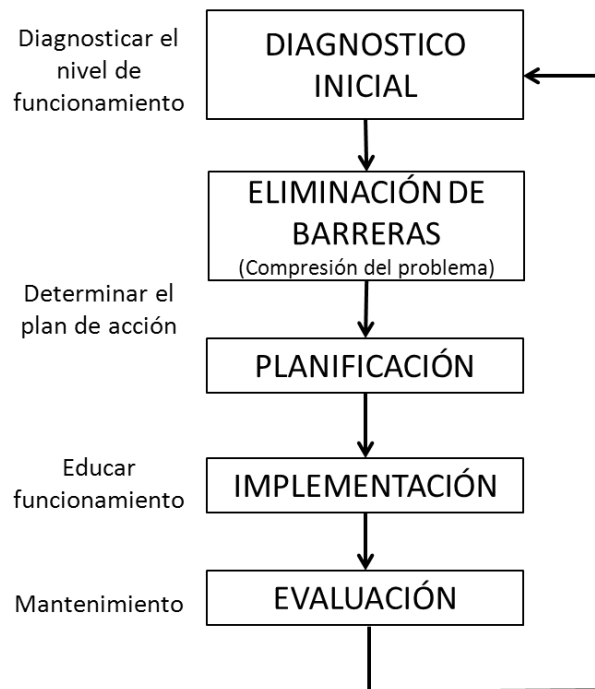 Diagnosticar el
nivel de
funcionamiento
DIAGNOSTICO
INICIAL
ELIMINACIÓN DE
BARRERAS
(Compresión del problema)
Determinar el
plan de acción
PLANIFICACIÓN
Educar
funcionamiento
IMPLEMENTACIÓN
Mantenimiento
EVALUACIÓN